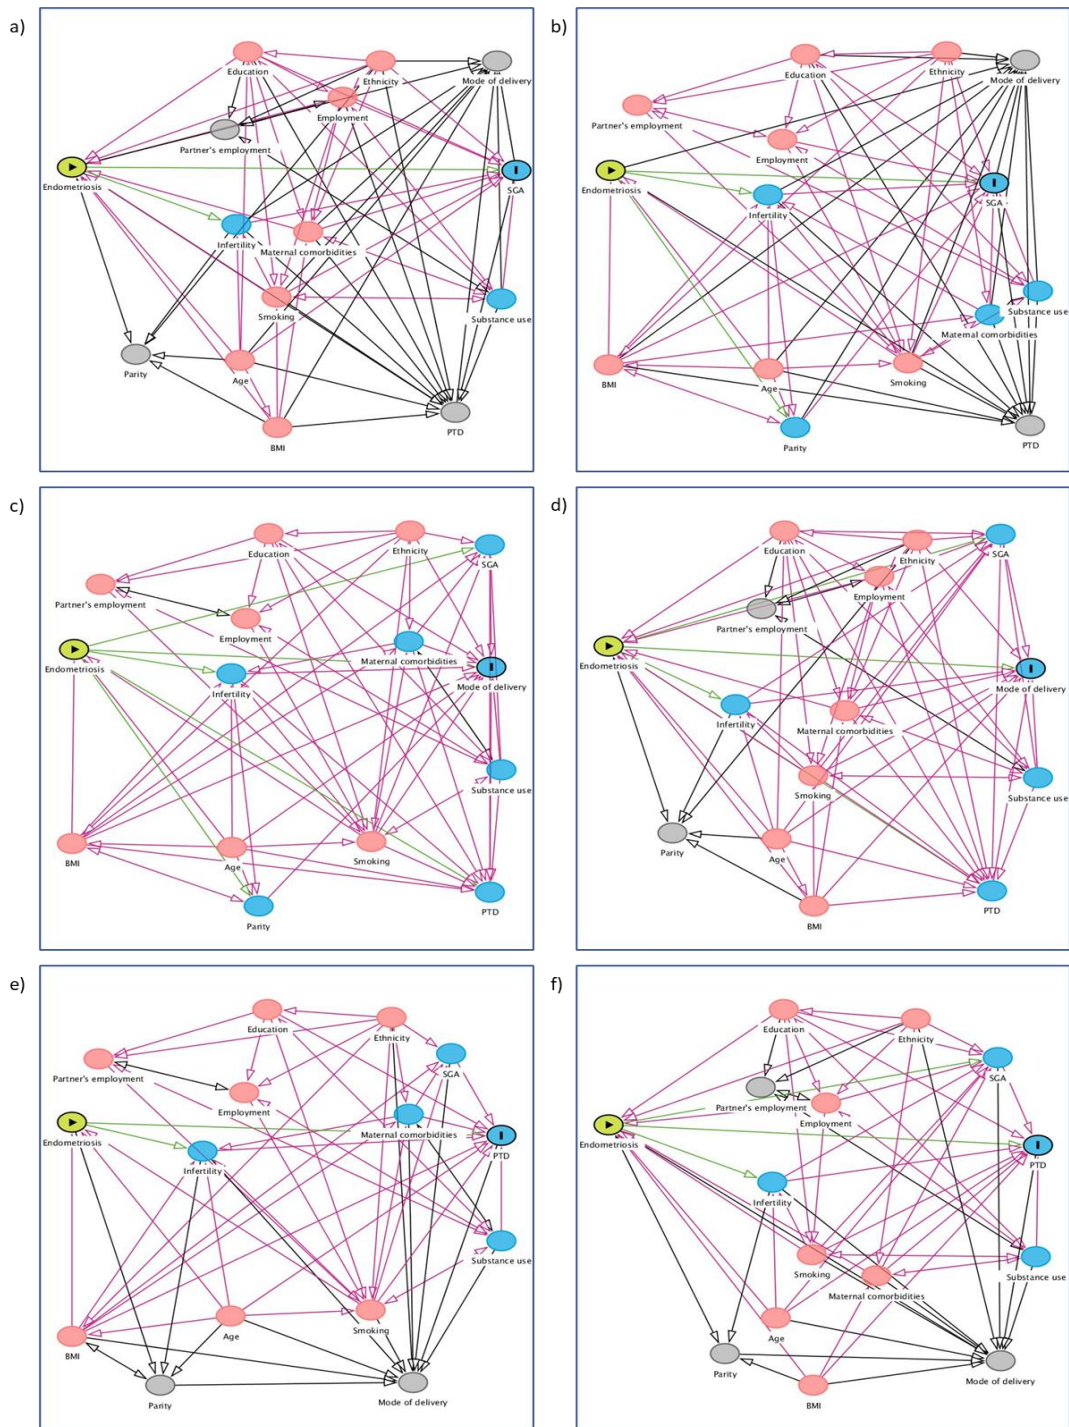 a)
Education
Ethnicity
Mode of delivery
Employment
Partner's employment
Endometriosis
SGA
Infertility
Maternal comorbidities
Smoking
Substance use
Parity
Age
PTD
BMI
b)
Education
Ethnicity
Mode of delivery
Partner's employment
Employment
Endometriosis
SGA
Infertility
Substance use
Maternal comorbidities
BMI
Age
Smoking
Parity
PTD
c)
Education
Ethnicity
SGA
Partner's employment
Employment
Endometriosis
Maternal comorbidities
Infertility
Mode of delivery
Substance use
BMI
Age
Smoking
Parity
PTD
d)
Education
Ethnicity
SGA
Employment
Partner's employment
Endometriosis
Mode of delivery
Infertility
Maternal comorbidities
Smoking
Substance use
Parity
Age
PTD
BMI
e)
Education
Ethnicity
SGA
Partner's employment
Employment
Endometriosis
Maternal comorbidities
PTD
Infertility
Substance use
BMI
Age
Smoking
Parity
Mode of delivery
f)
Education
Ethnicity
SGA
Partner's employment
Employment
Endometriosis
PTD
Infertility
Smoking
Substance use
Maternal comorbidities
Age
Parity
Mode of delivery
BMI